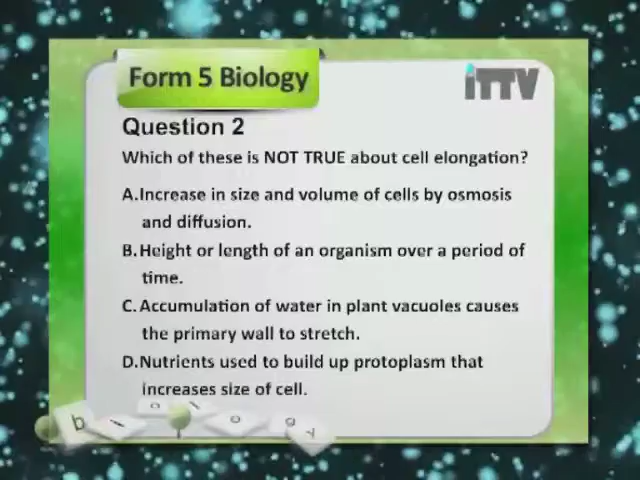 Form 5 Biology
iTTV
Question 2
Which of these is NOT TRUE about cell elongation?
A.Increase in size and volume of cells by osmosis
and diffusion.
B.Height or length of an organism over a period of
time.
C.Accumulation of water in plant vacuoles causes
the primary wall to stretch.
D.Nutrients used to build up protoplasm that
increases size of cell.
b i o l o g y